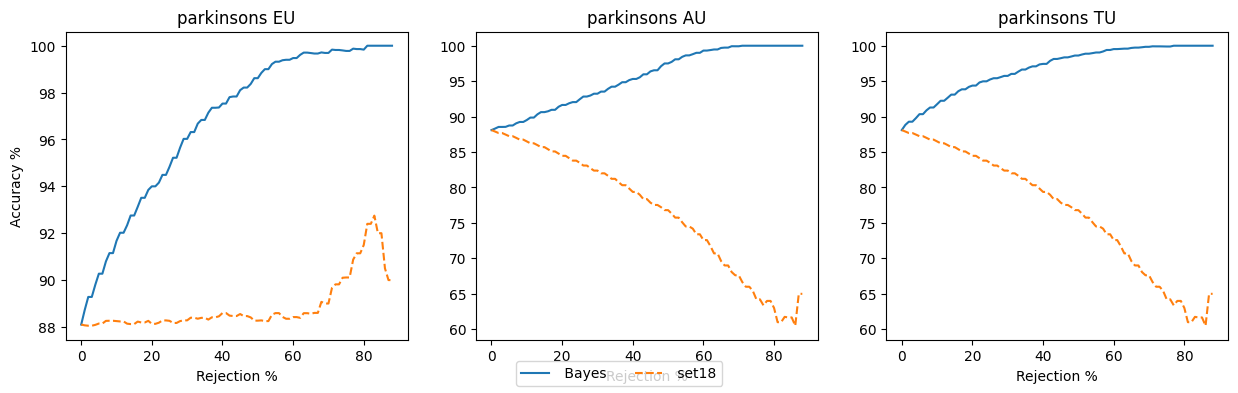 parkinsons EU
100
98
96
94
92
90
88
Accuracy %
0 20 40 60 80
Rejection %
parkinsons AU
100
95
90
85
80
75
70
65
60
0 20 40 60 80
Rejection %
parkinsons TU
100
95
90
85
80
75
70
65
60
0 20 40 60 80
Rejection %
Bayes set18